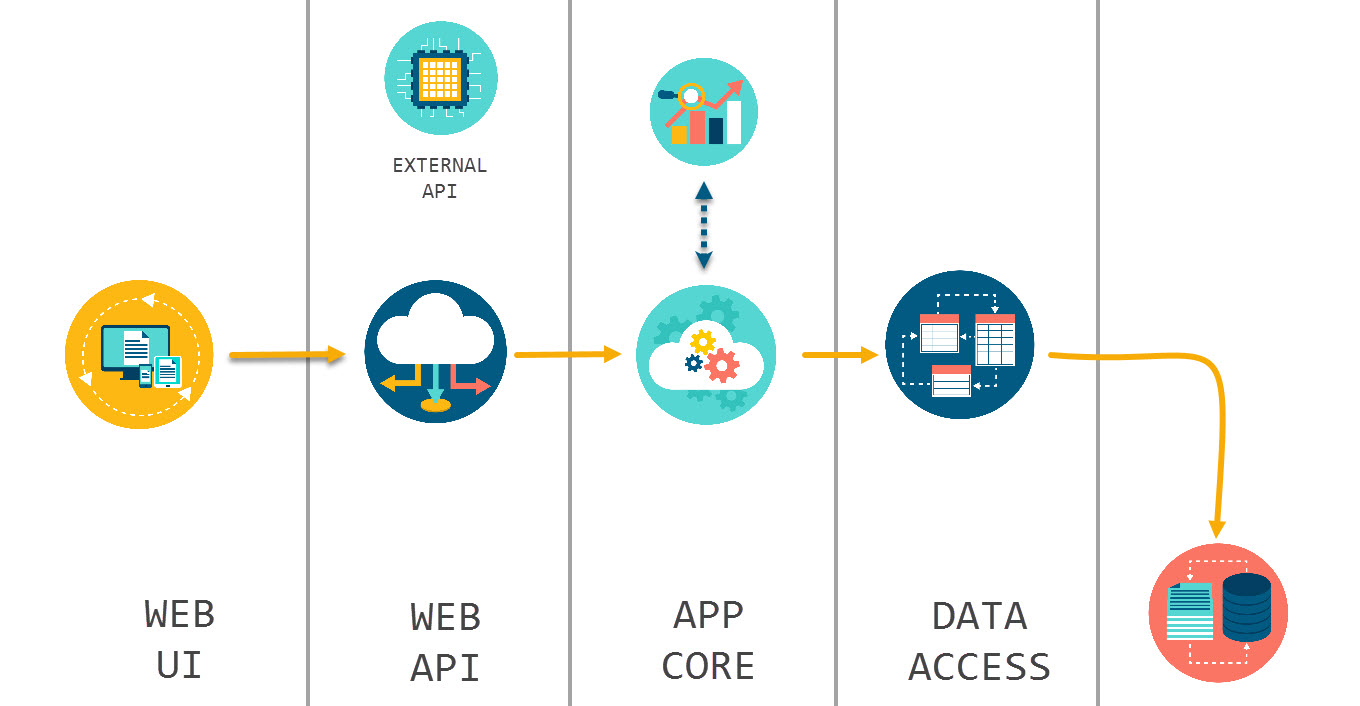 EXTERNAL
API
WEB
UI
WEB
API
APP
CORE
DATA
ACCESS